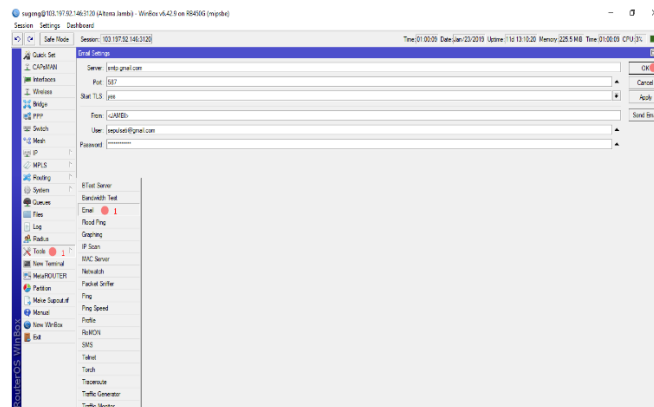 sugeng@103.197.92.146:3120 (Alterra Jambi) - WinBox v6.42.9 on RB450G (mipsbe)
Session Settings Dashboard
Safe Mode Session: 103.197.92.146:3120 Time: 01:00:09 Date: Jan/23/2019 Uptime: 11d 13:10:20 Memory: 225.5 MiB Time: 01:00:09 CPU: 3%
Quick Set
CAPsMAN
Interfaces
Wireless
Bridge
PPP
Switch
Mesh
IP
MPLS
Routing
System
Queues
Files
Log
Radius
Tools 1
New Terminal
MetaROUTER
Partition
Make Supout.rif
Manual
New WinBox
Exit
RouterOS WinBox
Email Settings
Server: smtp.gmail.com
Port: 587
Start TLS: yes
From: <JAMBI>
User: sepulsati@gmail.com
Password: ***********
OK
Cancel
Apply
Send Em
BTest Server
Bandwidth Test
Email 1
Flood Ping
Graphing
IP Scan
MAC Server
Netwatch
Packet Sniffer
Ping
Ping Speed
Profile
RoMON
SMS
Telnet
Torch
Traceroute
Traffic Generator
Traffic Monitor